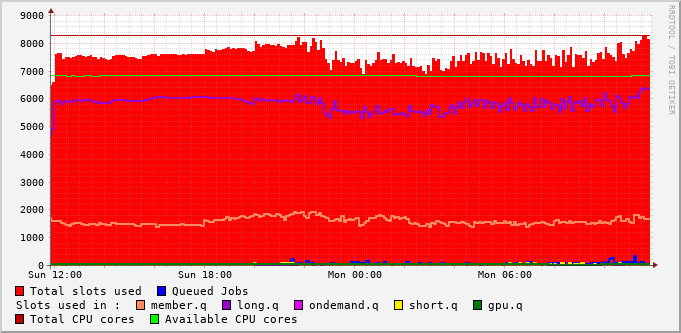 9000
8000
7000
6000
5000
4000
3000
2000
1000
0
Sun 12:00 Sun 18:00 Mon 00:00 Mon 06:00
RRDTOOL / TOBI OETIKER
Total slots used Queued Jobs
Slots used in : member.q long.q ondemand.q short.q gpu.q
Total CPU cores Available CPU cores